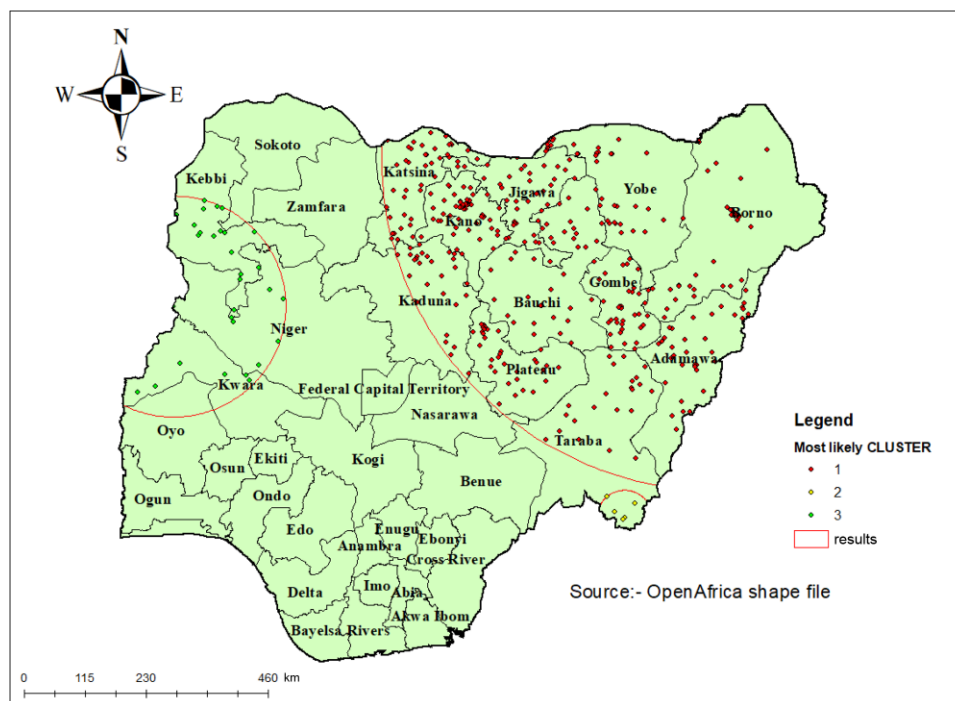 N
W E
S
Sokoto
Kebbi
Katsina
Jigawa
Yobe
Zamfara
Kano
Borno
Gombe
Kaduna
Bauchi
Niger
Adamawa
Plateau
Kwara
Federal Capital Territory
Nasarawa
Oyo
Taraba
Osun
Ekiti
Kogi
Benue
Ogun
Ondo
Edo
Enugu
Ebonyi
Anambra
Cross River
Imo
Abia
Delta
Akwa Ibom
Bayelsa
Rivers
Legend
Most likely CLUSTER
1
2
3
results
Source:- OpenAfrica shape file
0 115 230 460 km